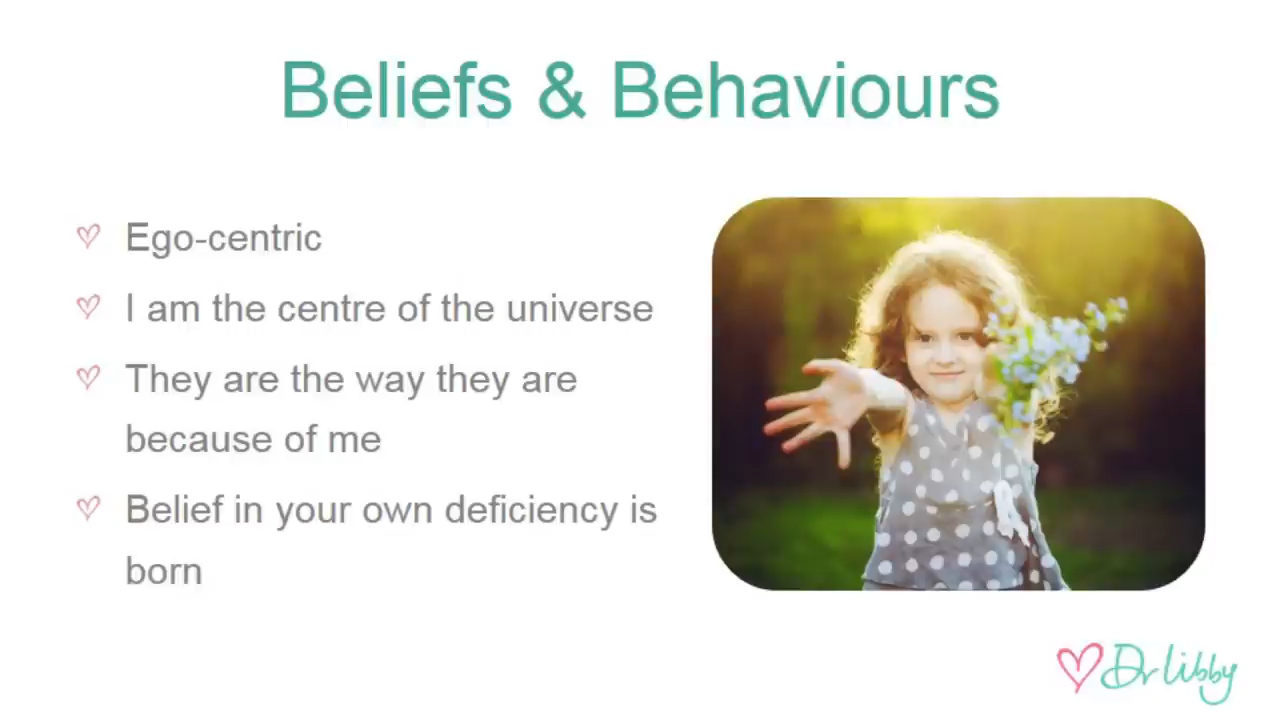 Beliefs & Behaviours
Ego-centric
I am the centre of the universe
They are the way they are
because of me
Belief in your own deficiency is
born
Dr Libby